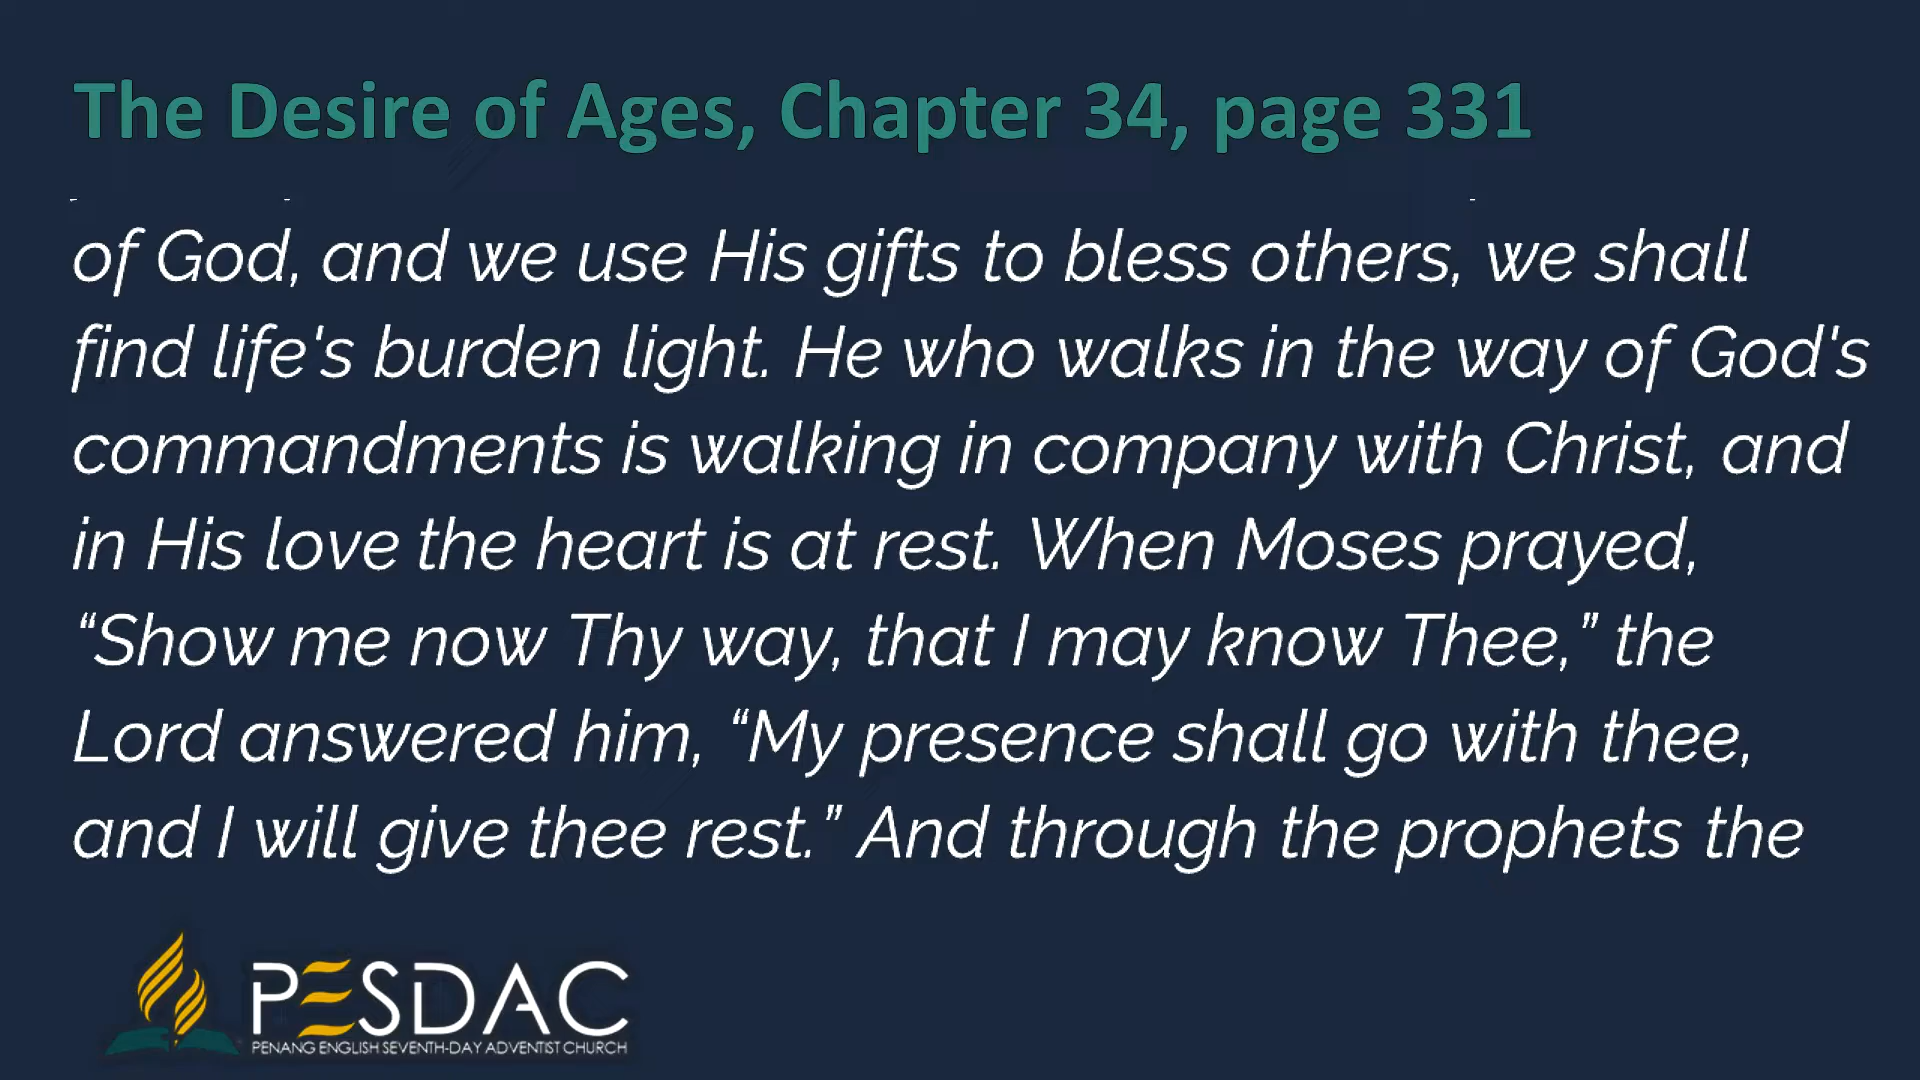 The Desire of Ages, Chapter 34, page 331
of God, and we use His gifts to bless others, we shall
find life's burden light. He who walks in the way of God's
commandments is walking in company with Christ, and
in His love the heart is at rest. When Moses prayed,
“Show me now Thy way, that I may know Thee,” the
Lord answered him, “My presence shall go with thee,
and I will give thee rest.” And through the prophets the
PESDAC
PENANG ENGLISH SEVENTH-DAY ADVENTIST CHURCH